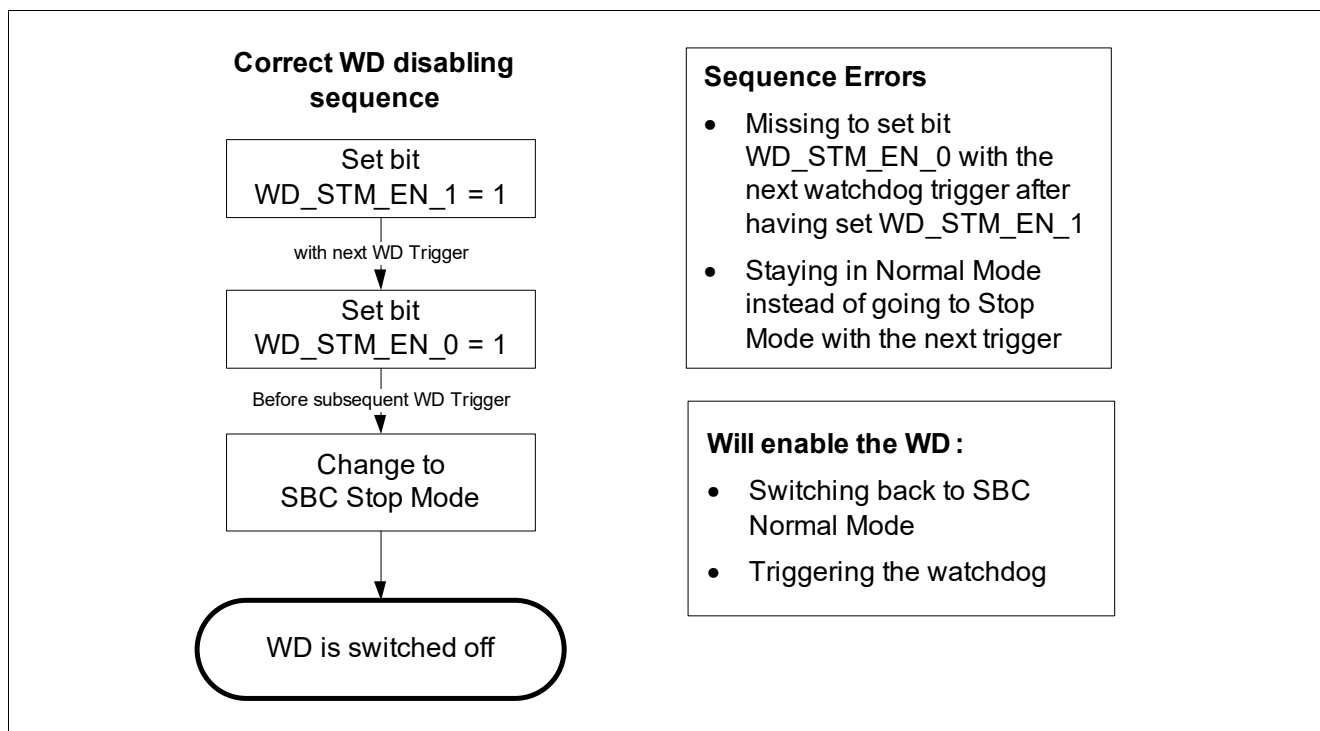 Correct WD disabling
sequence
Set bit
WD_STM_EN_1 = 1
with next WD Trigger
Set bit
WD_STM_EN_0 = 1
Before subsequent WD Trigger
Change to
SBC Stop Mode
WD is switched off
Sequence Errors
• Missing to set bit
WD_STM_EN_0 with the
next watchdog trigger after
having set WD_STM_EN_1
• Staying in Normal Mode
instead of going to Stop
Mode with the next trigger
Will enable the WD :
• Switching back to SBC
Normal Mode
• Triggering the watchdog